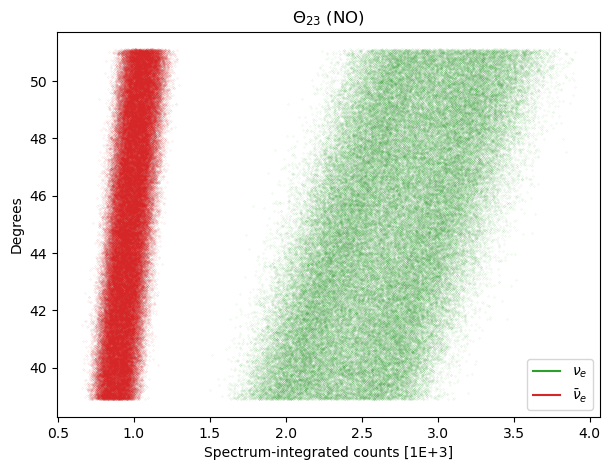 Θ₂₃ (NO)
Degrees
50
48
46
44
42
40
0.5 1.0 1.5 2.0 2.5 3.0 3.5 4.0
Spectrum-integrated counts [1E+3]
νₑ
ν̄ₑ